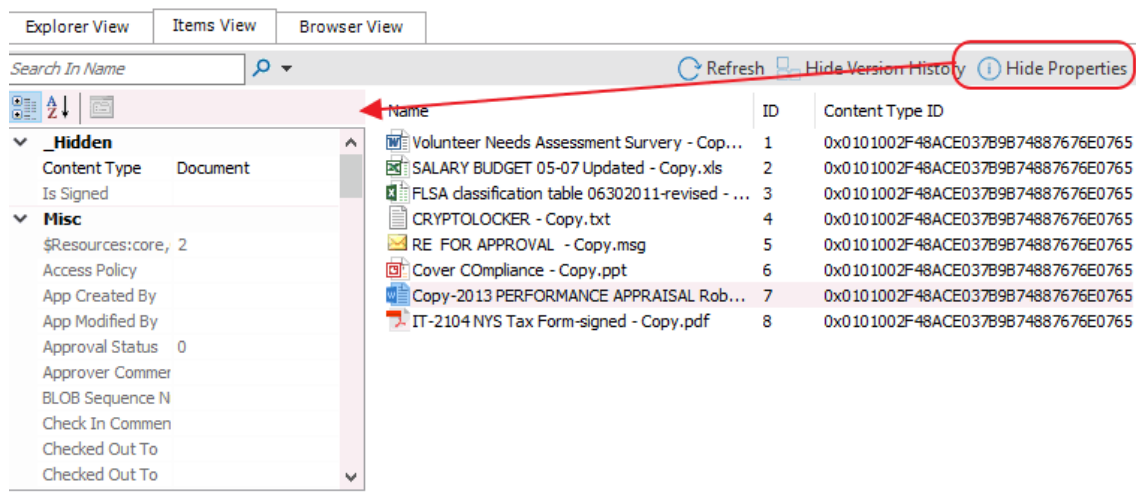 Explorer View Items View Browser View
Search In Name Refresh Hide Version History Hide Properties
Name ID Content Type ID
_Hidden
Content Type Document
Is Signed
Misc
$Resources:core, 2
Access Policy
App Created By
App Modified By
Approval Status 0
Approver Commer
BLOB Sequence N
Check In Commen
Checked Out To
Checked Out To
Volunteer Needs Assessment Survery - Cop... 1 0x0101002F48ACE037B9B74887676E0765
SALARY BUDGET 05-07 Updated - Copy.xls 2 0x0101002F48ACE037B9B74887676E0765
FLSA classification table 06302011-revised - ... 3 0x0101002F48ACE037B9B74887676E0765
CRYPTOLOCKER - Copy.txt 4 0x0101002F48ACE037B9B74887676E0765
RE FOR APPROVAL - Copy.msg 5 0x0101002F48ACE037B9B74887676E0765
Cover COmpliance - Copy.ppt 6 0x0101002F48ACE037B9B74887676E0765
Copy-2013 PERFORMANCE APPRAISAL Rob... 7 0x0101002F48ACE037B9B74887676E0765
IT-2104 NYS Tax Form-signed - Copy.pdf 8 0x0101002F48ACE037B9B74887676E0765